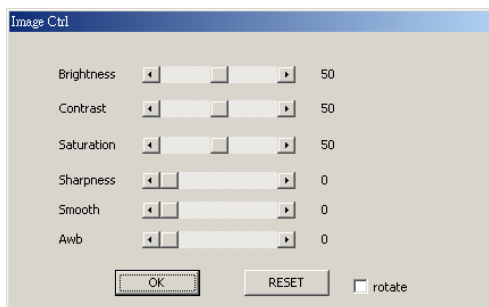 Image Ctrl
Brightness 50
Contrast 50
Saturation 50
Sharpness 0
Smooth 0
Awb 0
OK RESET rotate